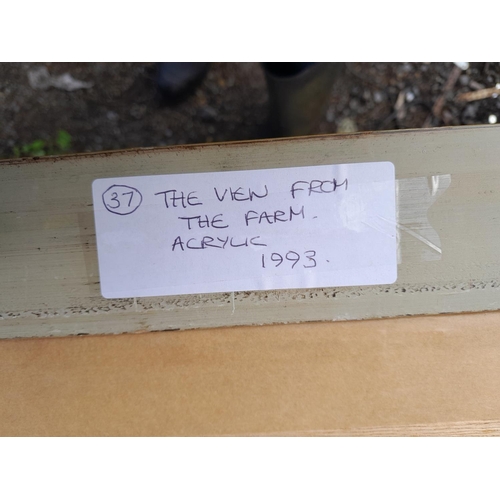 37 THE VIEW FROM
THE FARM.
ACRYLIC
1993.